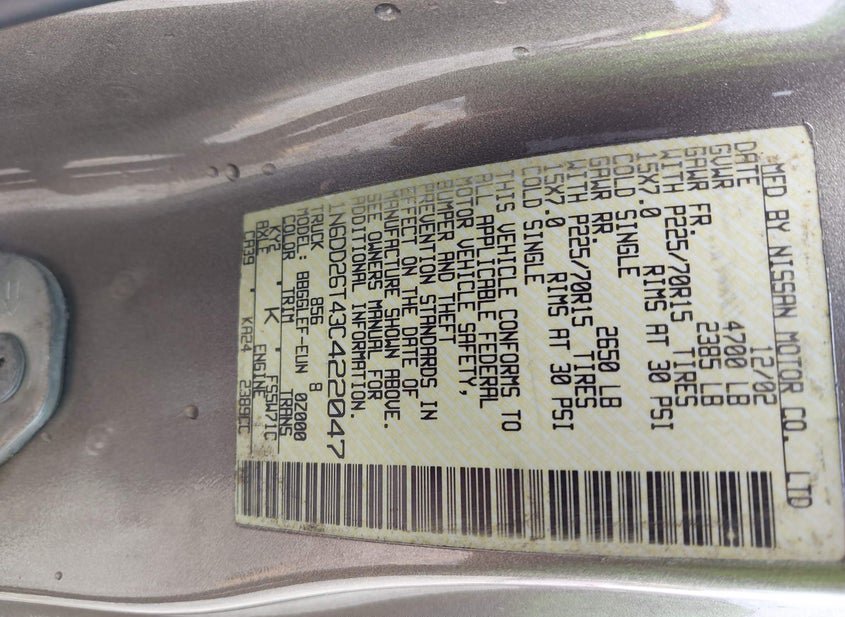 MFD BY NISSAN MOTOR CO. LTD
DATE 12/02
GVWR 4700 LB
GAWR FR. 2385 LB
WITH P225/70R15 TIRES
15X7.0 RIMS AT 30 PSI
COLD SINGLE
GAWR RR. 2650 LB
WITH P225/70R15 TIRES
15X7.0 RIMS AT 30 PSI
COLD SINGLE
THIS VEHICLE CONFORMS TO
ALL APPLICABLE FEDERAL
MOTOR VEHICLE SAFETY,
BUMPER AND THEFT
PREVENTION STANDARDS IN
EFFECT ON THE DATE OF
MANUFACTURE SHOWN ABOVE.
SEE OWNERS MANUAL FOR
ADDITIONAL INFORMATION.
1N6DD26T43C422047
TRUCK 856 8 0Z000
MODEL: BBGGLEF-EUN
COLOR TRIM TRANS
KY2 K FS5W71C
AXLE ENGINE
CA39 KA24 2389CC